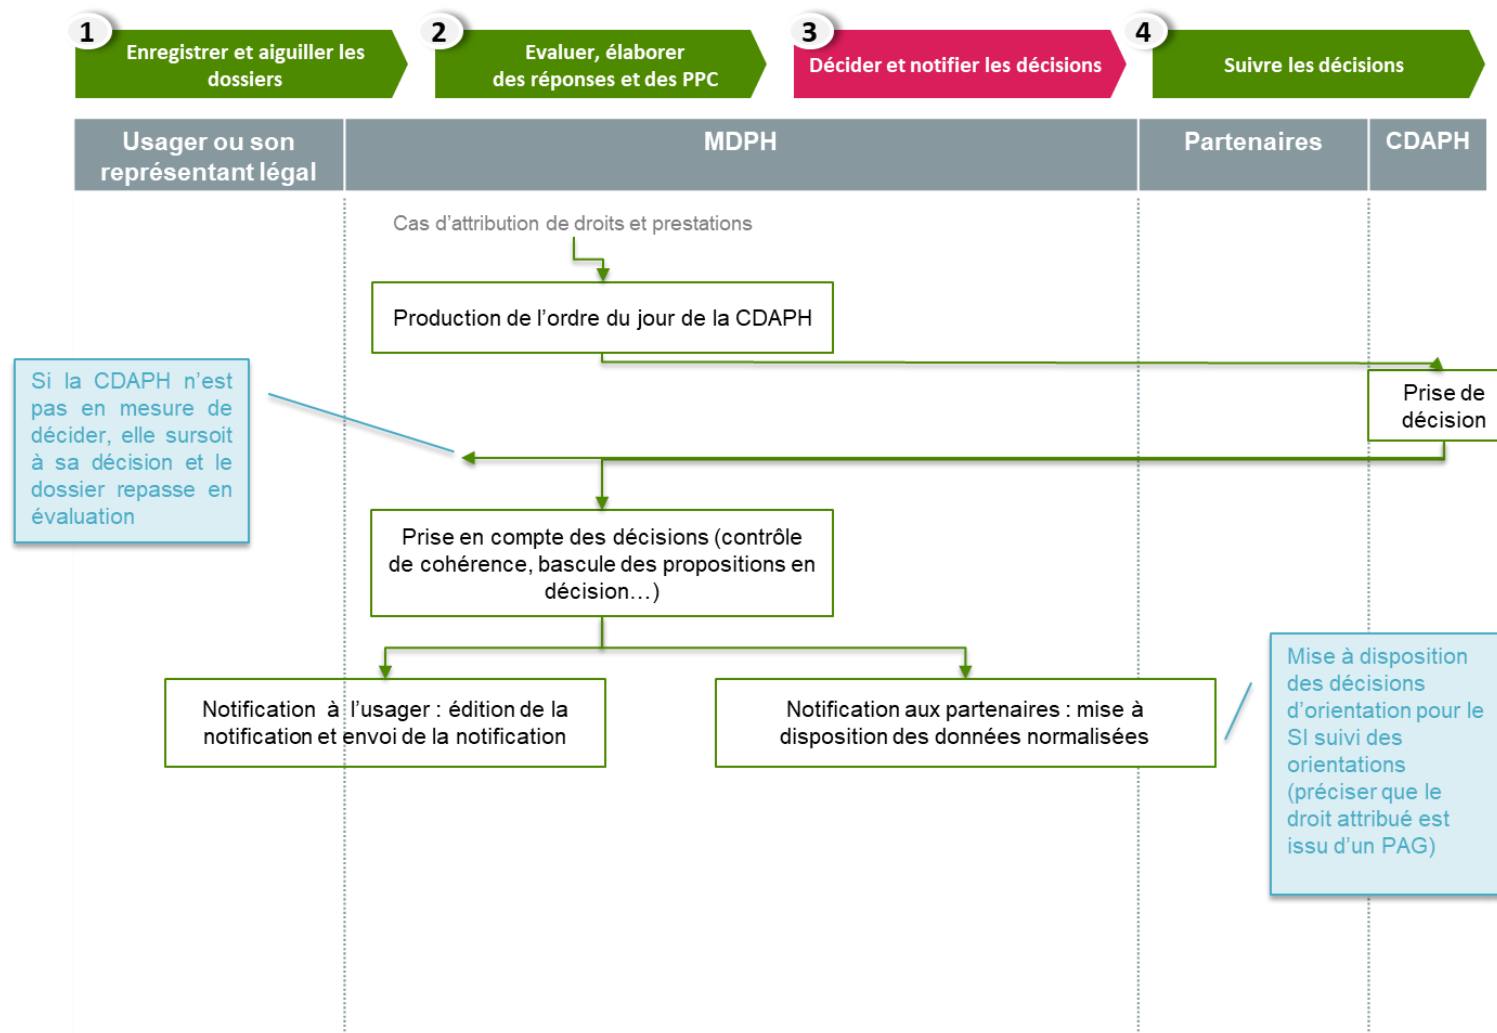 1
Enregistrer et aiguiller les
dossiers
2
Evaluer, élaborer
des réponses et des PPC
3
Décider et notifier les décisions
4
Suivre les décisions
Usager ou son
représentant légal
MDPH
Partenaires
CDAPH
Cas d'attribution de droits et prestations
Production de l'ordre du jour de la CDAPH
Si la CDAPH n'est
pas en mesure de
décider, elle sursoit
à sa décision et le
dossier repasse en
évaluation
Prise de
décision
Prise en compte des décisions (contrôle
de cohérence, bascule des propositions en
décision…)
Notification à l'usager : édition de la
notification et envoi de la notification
Notification aux partenaires : mise à
disposition des données normalisées
Mise à disposition
des décisions
d'orientation pour le
SI suivi des
orientations
(préciser que le
droit attribué est
issu d'un PAG)